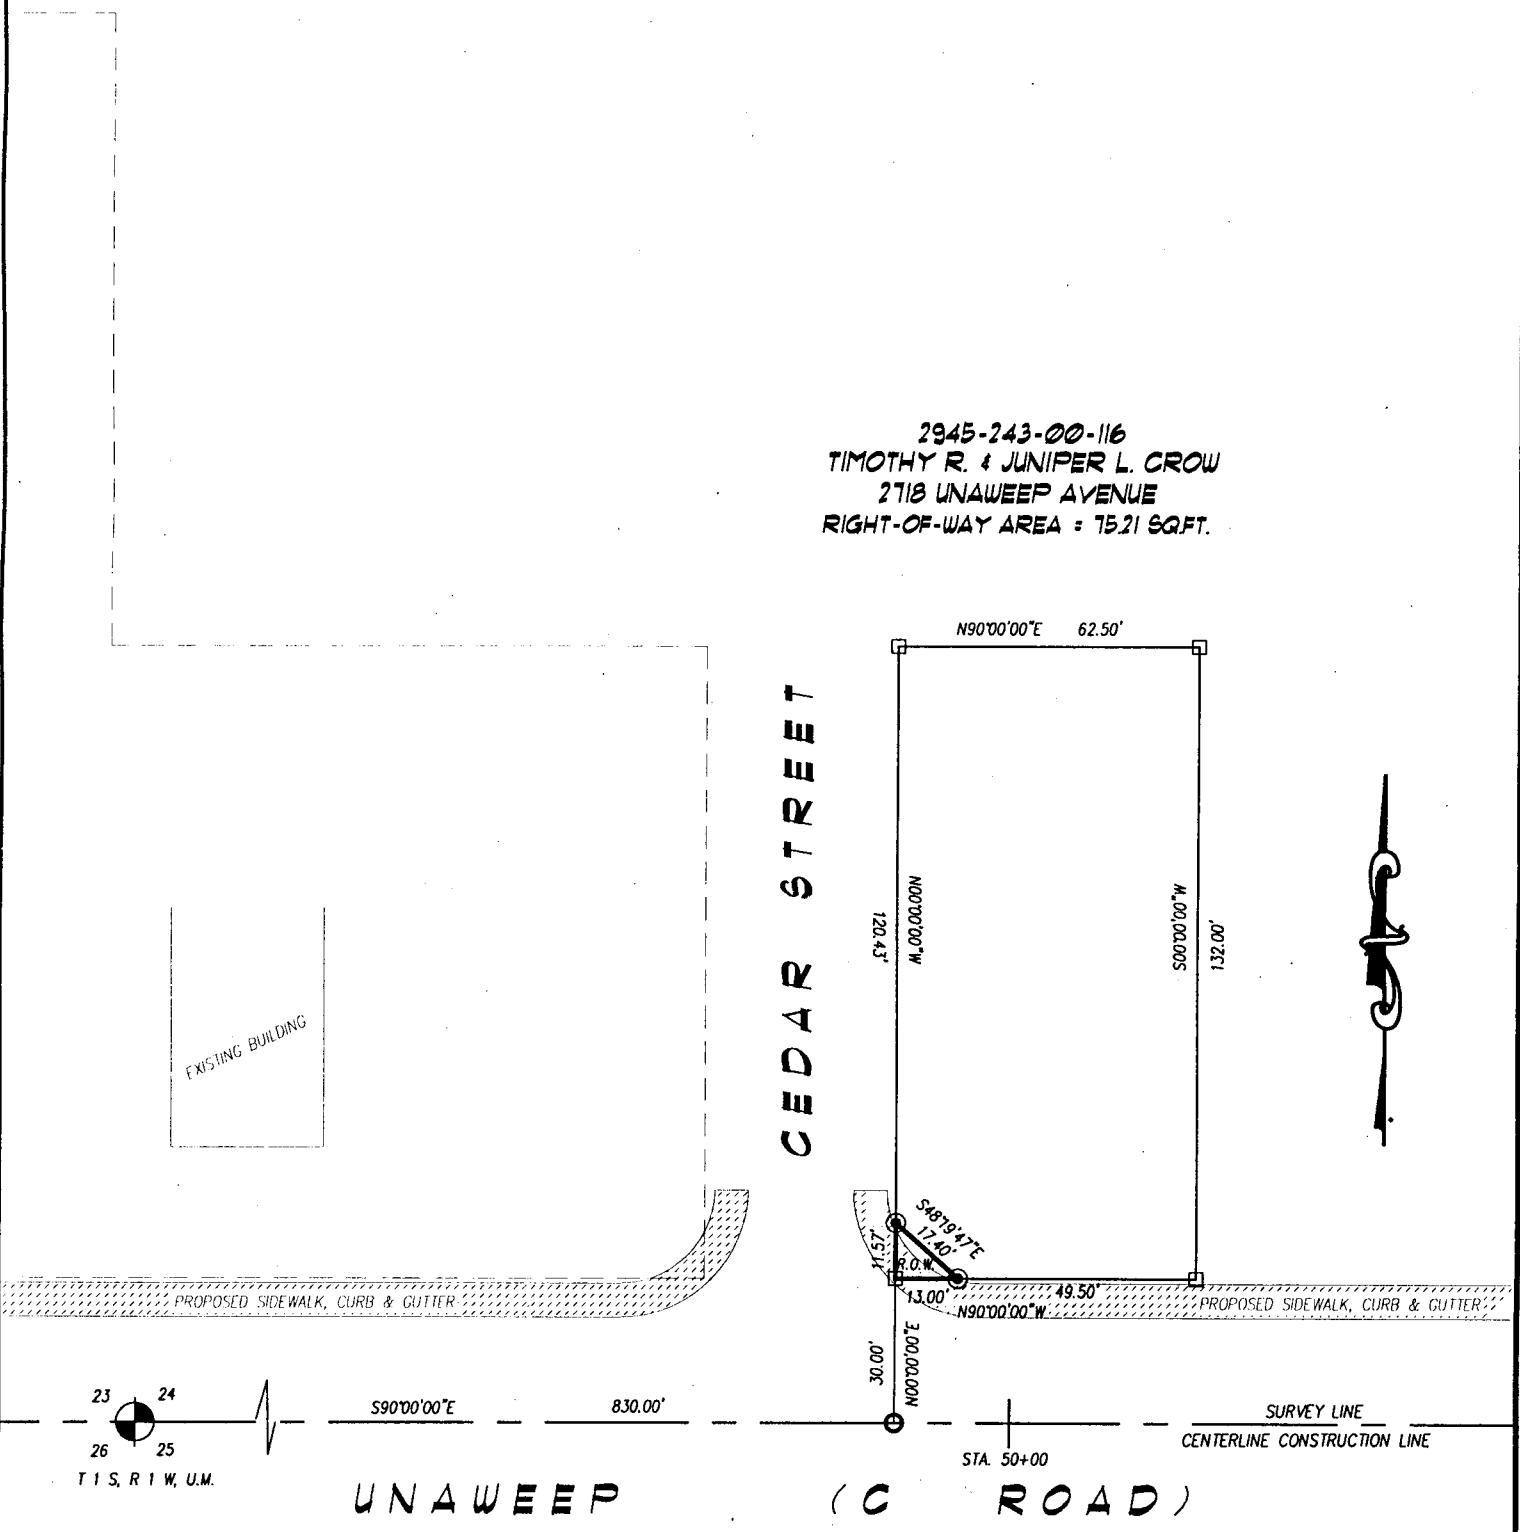 2945-243-00-116
TIMOTHY R. & JUNIPER L. CROW
2718 UNAWEEP AVENUE
RIGHT-OF-WAY AREA = 75.21 SQ.FT.
N90°00'00"E 62.50'
CEDAR STREET
120.43'
N00°00'00"W
S00°00'00"W
132.00'
EXISTING BUILDING
S48°19'47"E
17.40'
11.57'
R.O.W.
13.00'
49.50'
N90°00'00"W
PROPOSED SIDEWALK, CURB & GUTTER
PROPOSED SIDEWALK, CURB & GUTTER
30.00'
N00°00'00"E
23 24
26 25
T 1 S, R 1 W, U.M.
S90°00'00"E 830.00'
SURVEY LINE
CENTERLINE CONSTRUCTION LINE
STA. 50+00
UNAWEEP (C ROAD)